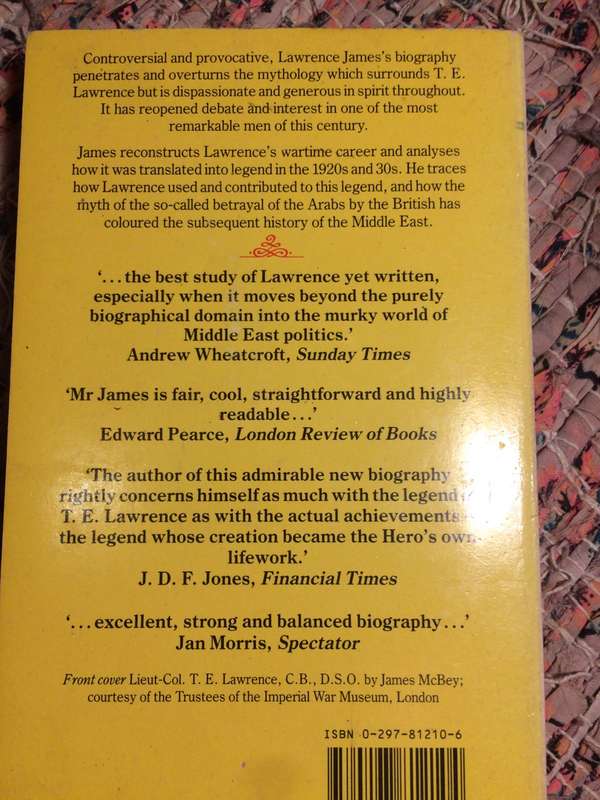 Controversial and provocative, Lawrence James's biography
penetrates and overturns the mythology which surrounds T. E.
Lawrence but is dispassionate and generous in spirit throughout.
It has reopened debate and interest in one of the most
remarkable men of this century.
James reconstructs Lawrence's wartime career and analyses
how it was translated into legend in the 1920s and 30s. He traces
how Lawrence used and contributed to this legend, and how the
myth of the so-called betrayal of the Arabs by the British has
coloured the subsequent history of the Middle East.
'...the best study of Lawrence yet written,
especially when it moves beyond the purely
biographical domain into the murky world of
Middle East politics.'
Andrew Wheatcroft, Sunday Times
'Mr James is fair, cool, straightforward and highly
readable...'
Edward Pearce, London Review of Books
'The author of this admirable new biography
rightly concerns himself as much with the legend
T. E. Lawrence as with the actual achievements
the legend whose creation became the Hero's own
lifework.'
J. D. F. Jones, Financial Times
'...excellent, strong and balanced biography...'
Jan Morris, Spectator
Front cover Lieut-Col. T. E. Lawrence, C.B., D.S.O. by James McBey;
courtesy of the Trustees of the Imperial War Museum, London
ISBN 0-297-81210-6